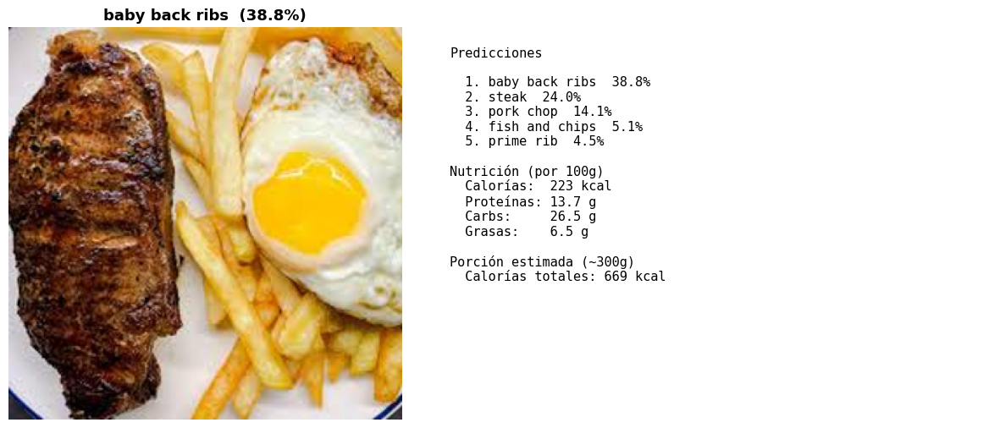 baby back ribs  (38.8%)
Predicciones
1. baby back ribs  38.8%
2. steak  24.0%
3. pork chop  14.1%
4. fish and chips  5.1%
5. prime rib  4.5%
Nutrición (por 100g)
Calorías:  223 kcal
Proteínas: 13.7 g
Carbs:     26.5 g
Grasas:    6.5 g
Porción estimada (~300g)
Calorías totales: 669 kcal